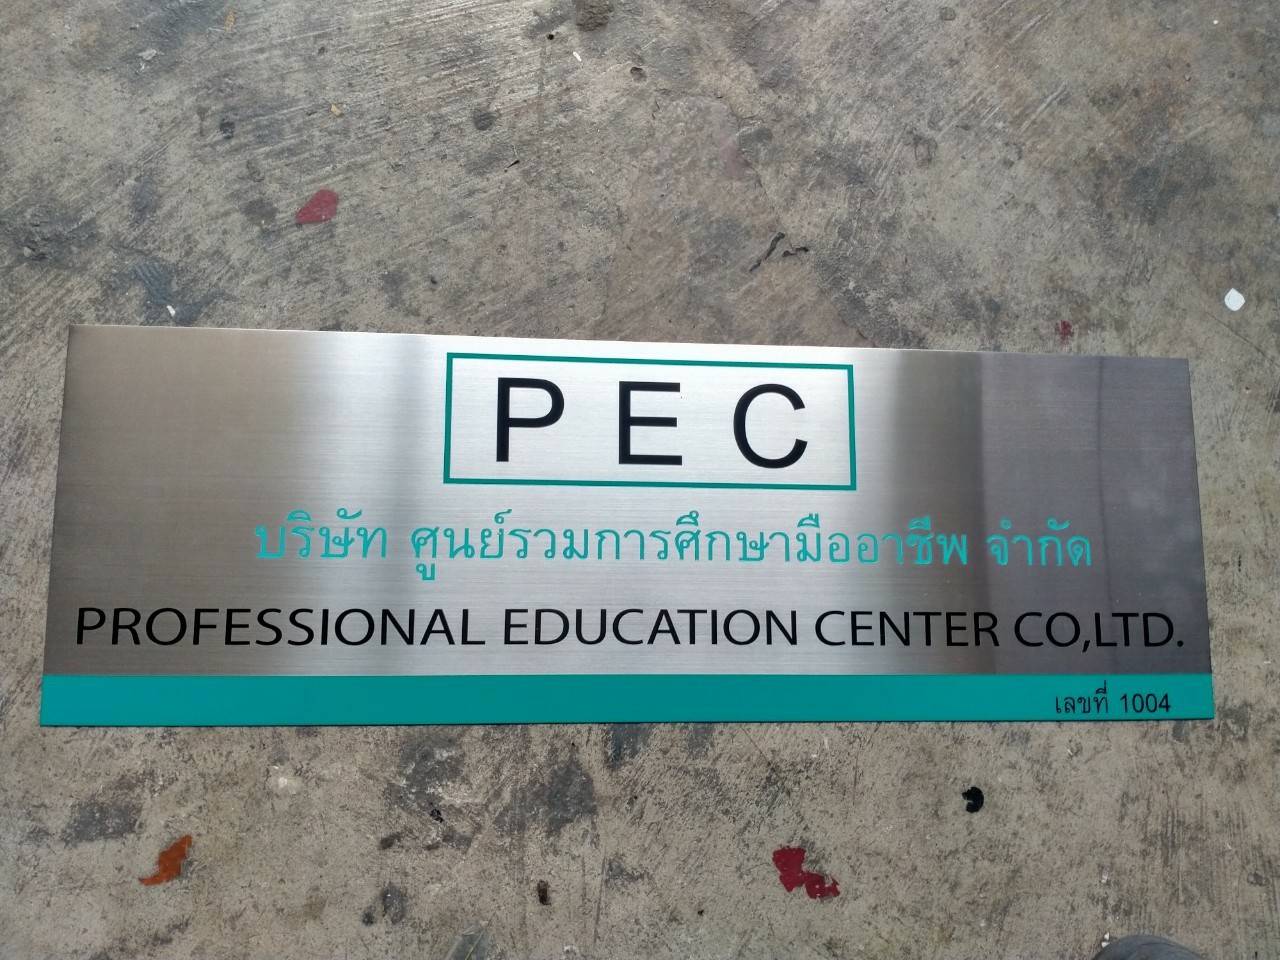 P E C
บริษัท ศูนย์รวมการศึกษามืออาชีพ จำกัด
PROFESSIONAL EDUCATION CENTER CO,LTD.
เลขที่ 1004